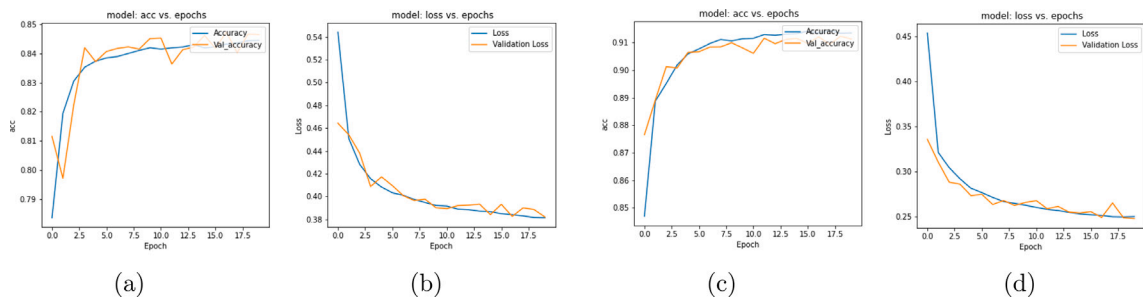 model: acc vs. epochs
0.85
0.84
0.83
0.82
0.81
0.80
0.79
acc
Accuracy
Val_accuracy
0.0 2.5 5.0 7.5 10.0 12.5 15.0 17.5
Epoch
(a)
model: loss vs. epochs
0.54
0.52
0.50
0.48
0.46
0.44
0.42
0.40
0.38
Loss
Loss
Validation Loss
0.0 2.5 5.0 7.5 10.0 12.5 15.0 17.5
Epoch
(b)
model: acc vs. epochs
0.91
0.90
0.89
0.88
0.87
0.86
0.85
acc
Accuracy
Val_accuracy
0.0 2.5 5.0 7.5 10.0 12.5 15.0 17.5
Epoch
(c)
model: loss vs. epochs
0.45
0.40
0.35
0.30
0.25
Loss
Loss
Validation Loss
0.0 2.5 5.0 7.5 10.0 12.5 15.0 17.5
Epoch
(d)